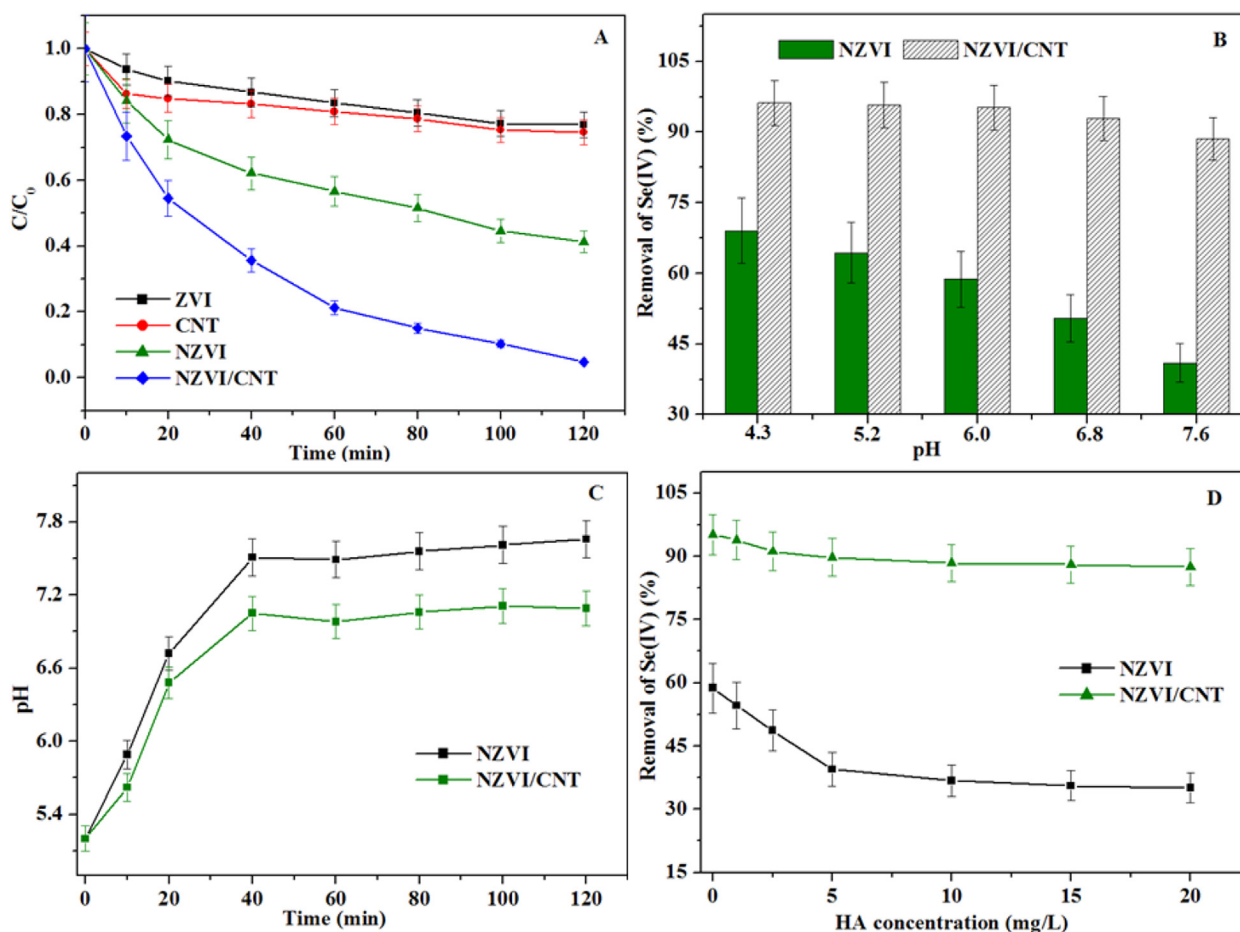 A
1.0
0.8
0.6
0.4
0.2
0.0
C/C0
ZVI
CNT
NZVI
NZVI/CNT
0 20 40 60 80 100 120
Time (min)
B
NZVI NZVI/CNT
105
90
75
60
45
30
Removal of Se(IV) (%)
4.3 5.2 6.0 6.8 7.6
pH
C
7.8
7.2
6.6
6.0
5.4
pH
NZVI
NZVI/CNT
0 20 40 60 80 100 120
Time (min)
D
105
90
75
60
45
30
15
Removal of Se(IV) (%)
NZVI
NZVI/CNT
0 5 10 15 20
HA concentration (mg/L)